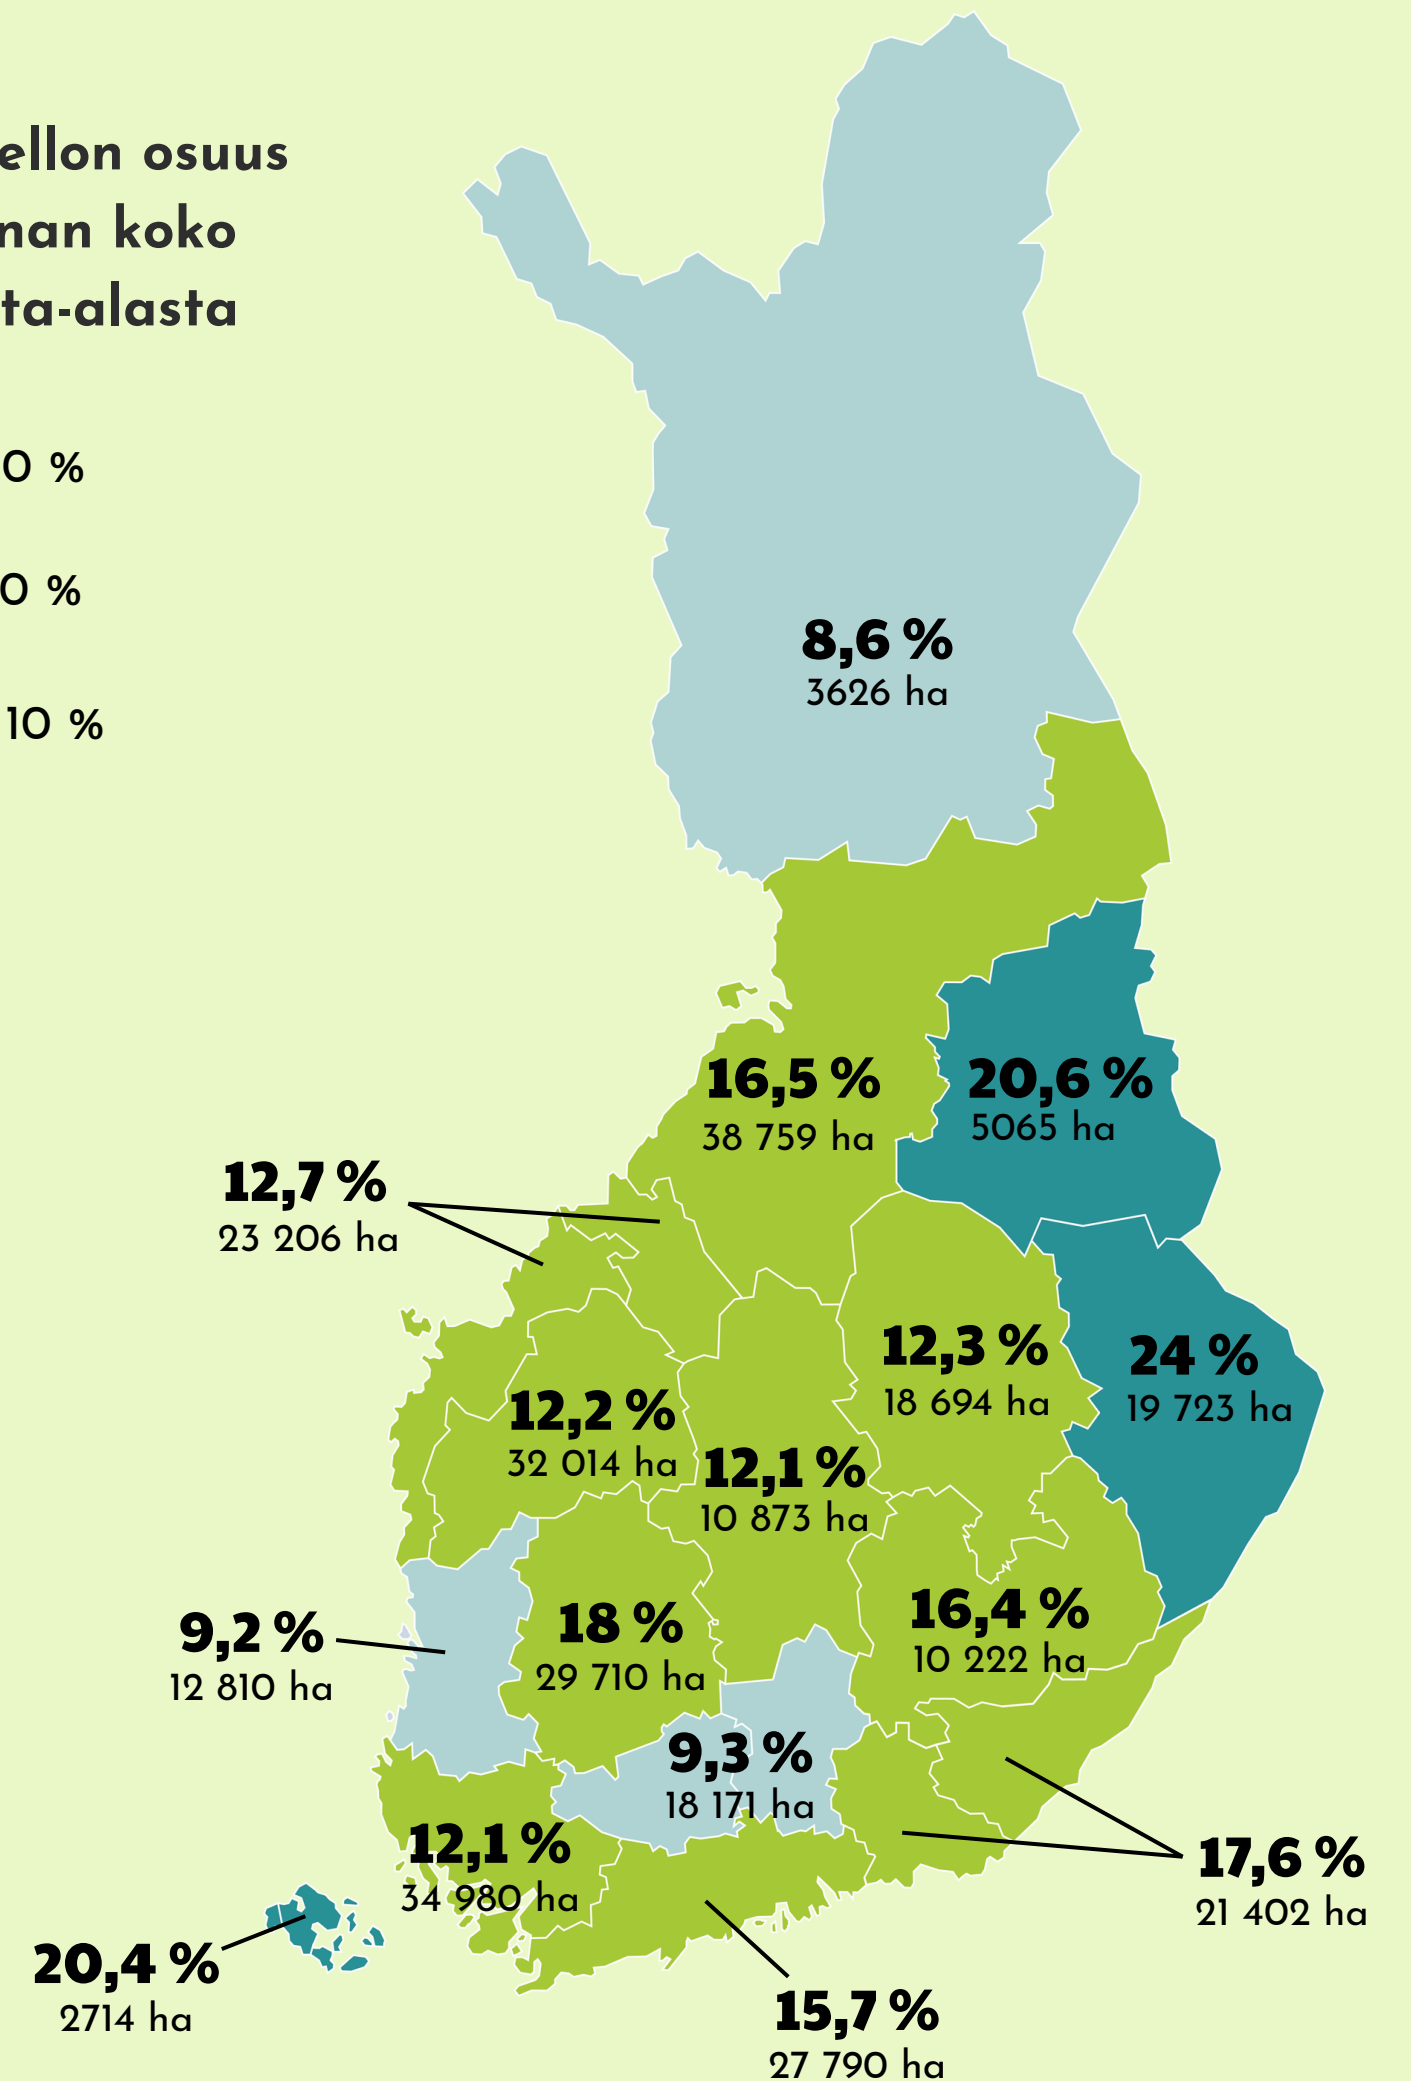 ellon osuus
nan koko
ta-alasta
0 %
0 %
10 %
8,6 %
3626 ha
16,5 %
38 759 ha
20,6 %
5065 ha
12,7 %
23 206 ha
12,3 %
18 694 ha
24 %
19 723 ha
12,2 %
32 014 ha
12,1 %
10 873 ha
9,2 %
12 810 ha
18 %
29 710 ha
16,4 %
10 222 ha
9,3 %
18 171 ha
12,1 %
34 980 ha
17,6 %
21 402 ha
20,4 %
2714 ha
15,7 %
27 790 ha